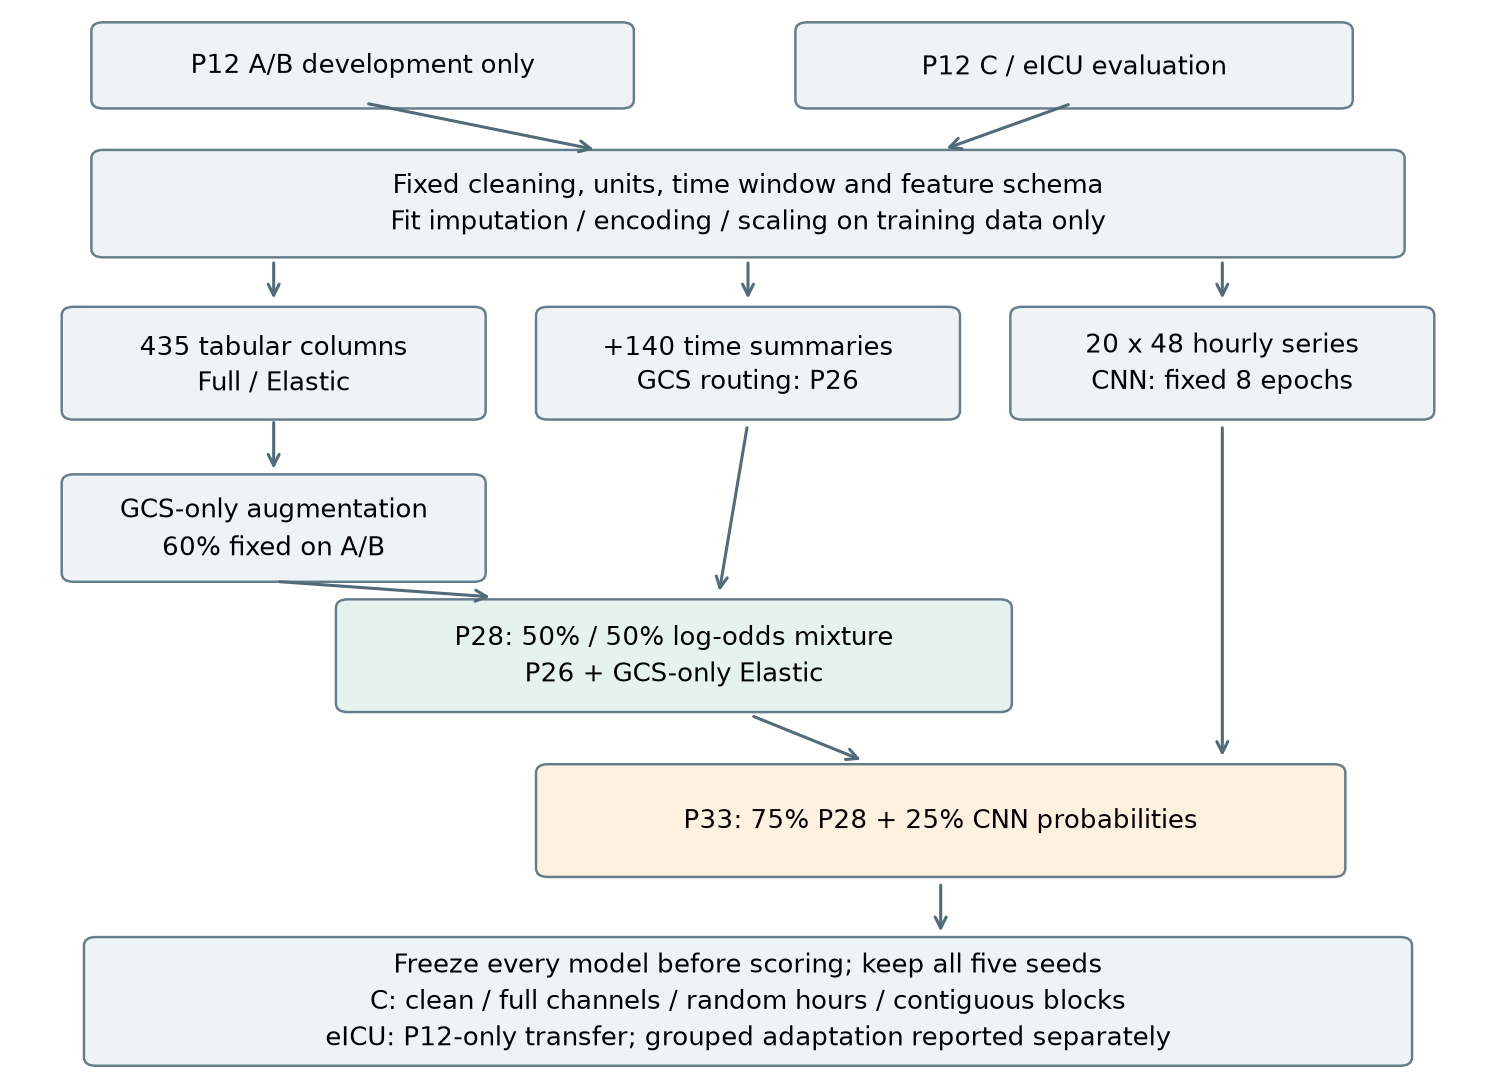 P12 A/B development only
P12 C / eICU evaluation
Fixed cleaning, units, time window and feature schema
Fit imputation / encoding / scaling on training data only
435 tabular columns
Full / Elastic
+140 time summaries
GCS routing: P26
20 x 48 hourly series
CNN: fixed 8 epochs
GCS-only augmentation
60% fixed on A/B
P28: 50% / 50% log-odds mixture
P26 + GCS-only Elastic
P33: 75% P28 + 25% CNN probabilities
Freeze every model before scoring; keep all five seeds
C: clean / full channels / random hours / contiguous blocks
eICU: P12-only transfer; grouped adaptation reported separately